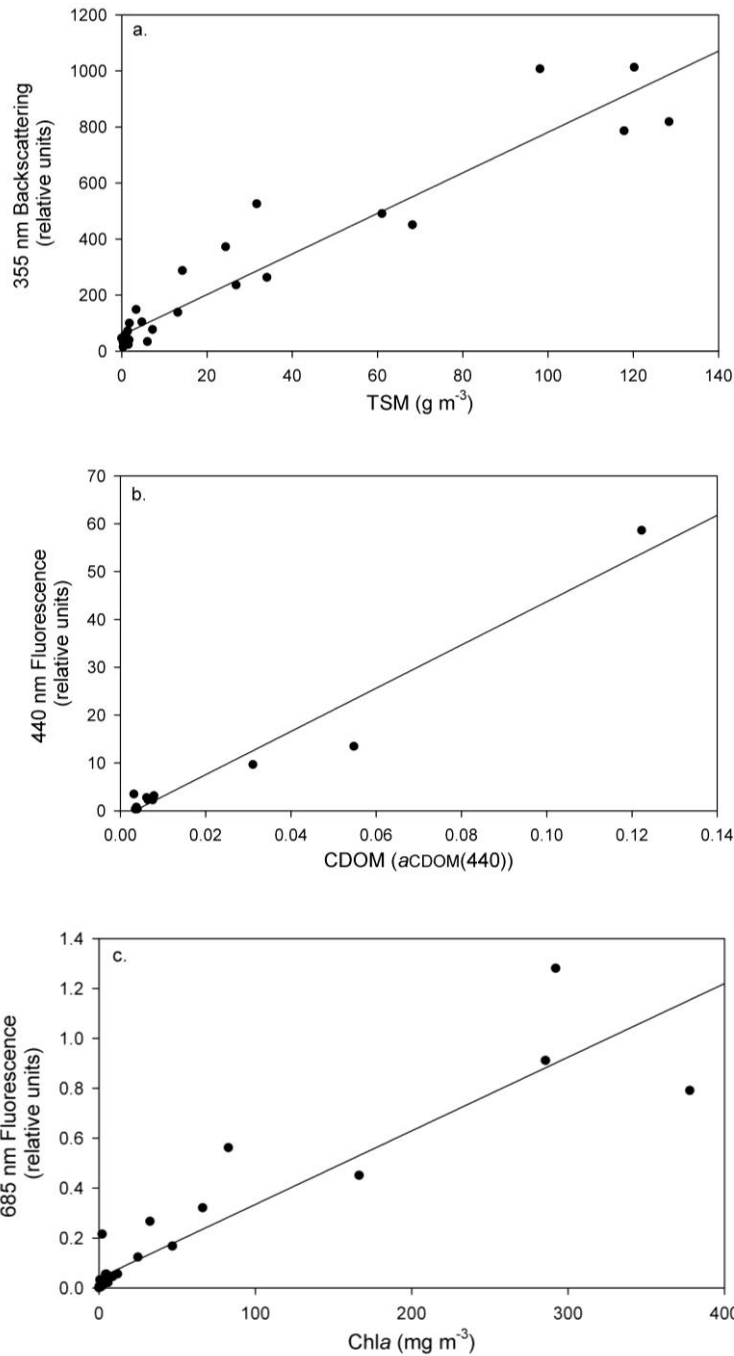 a.
1200
1000
800
600
400
200
0
355 nm Backscattering
(relative units)
0 20 40 60 80 100 120 140
TSM (g m⁻³)
b.
70
60
50
40
30
20
10
0
440 nm Fluorescence
(relative units)
0.00 0.02 0.04 0.06 0.08 0.10 0.12 0.14
CDOM (aCDOM(440))
c.
1.4
1.2
1.0
0.8
0.6
0.4
0.2
0.0
685 nm Fluorescence
(relative units)
0 100 200 300 400
Chla (mg m⁻³)